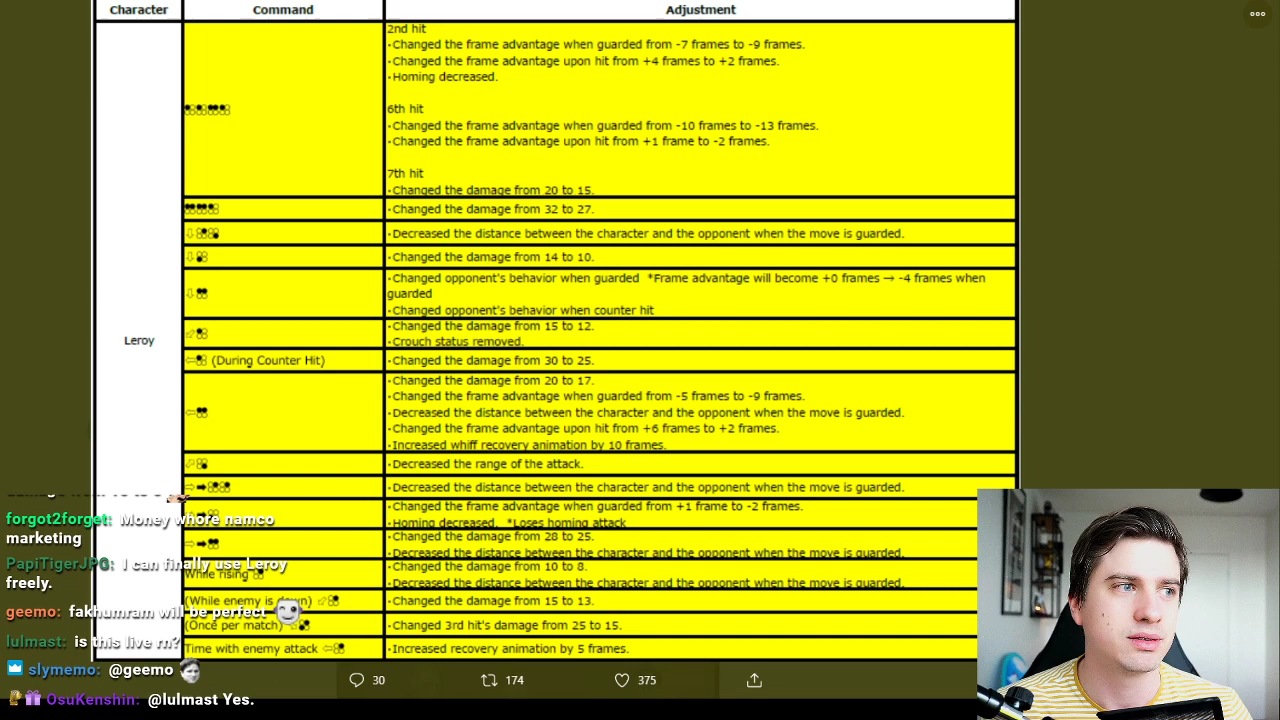 Character Command Adjustment
Leroy
2nd hit
•Changed the frame advantage when guarded from -7 frames to -9 frames.
•Changed the frame advantage upon hit from +4 frames to +2 frames.
•Homing decreased.
6th hit
•Changed the frame advantage when guarded from -10 frames to -13 frames.
•Changed the frame advantage upon hit from +1 frame to -2 frames.
7th hit
•Changed the damage from 20 to 15.
•Changed the damage from 32 to 27.
•Decreased the distance between the character and the opponent when the move is guarded.
•Changed the damage from 14 to 10.
•Changed opponent's behavior when guarded *Frame advantage will become +0 frames → -4 frames when
guarded
•Changed opponent's behavior when counter hit
•Changed the damage from 15 to 12.
•Crouch status removed.
(During Counter Hit) •Changed the damage from 30 to 25.
•Changed the damage from 20 to 17.
•Changed the frame advantage when guarded from -5 frames to -9 frames.
•Decreased the distance between the character and the opponent when the move is guarded.
•Changed the frame advantage upon hit from +6 frames to +2 frames.
•Increased whiff recovery animation by 10 frames.
•Decreased the range of the attack.
•Decreased the distance between the character and the opponent when the move is guarded.
•Changed the frame advantage when guarded from +1 frame to -2 frames.
•Homing decreased. *Loses homing attack
•Changed the damage from 28 to 25.
•Decreased the distance between the character and the opponent when the move is guarded.
While rising •Changed the damage from 10 to 8.
•Decreased the distance between the character and the opponent when the move is guarded.
(While enemy is down) •Changed the damage from 15 to 13.
(Once per match) •Changed 3rd hit's damage from 25 to 15.
Time with enemy attack •Increased recovery animation by 5 frames.
forgot2forget: Money whore namco
marketing
PapiTigerJPG: I can finally use Leroy
freely.
geemo: fakhumram will be perfect
lulmast: is this live rn?
slymemo: @geemo
OsuKenshin: @lulmast Yes.
30 174 375